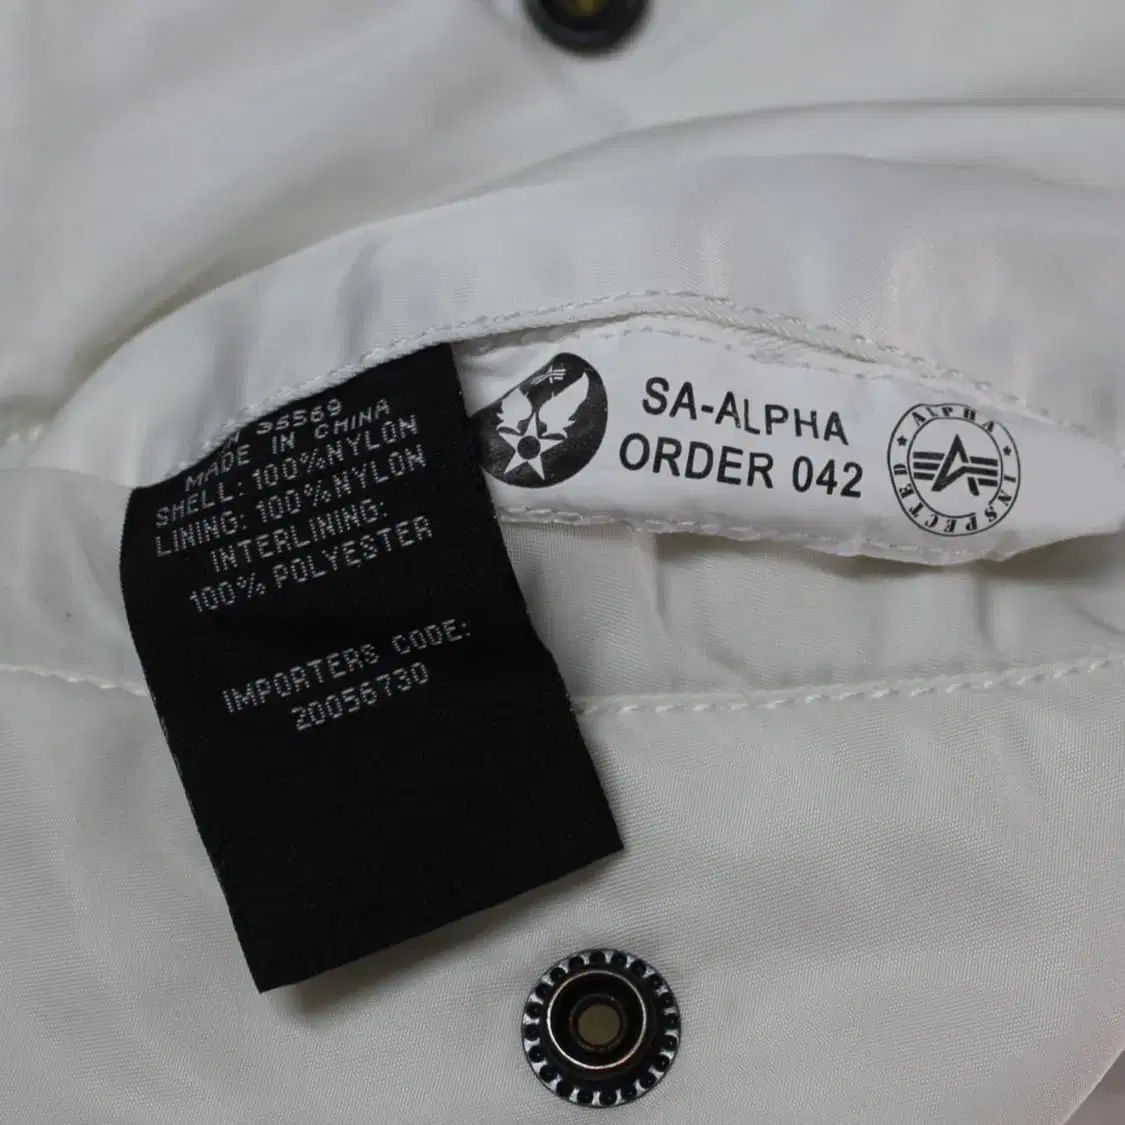 35569
MADE IN CHINA
SHELL: 100%NYLON
LINING: 100%NYLON
INTERLINING:
100% POLYESTER
IMPORTERS CODE:
20056730
SA-ALPHA
ORDER 042
ALPHA
INSPECTED